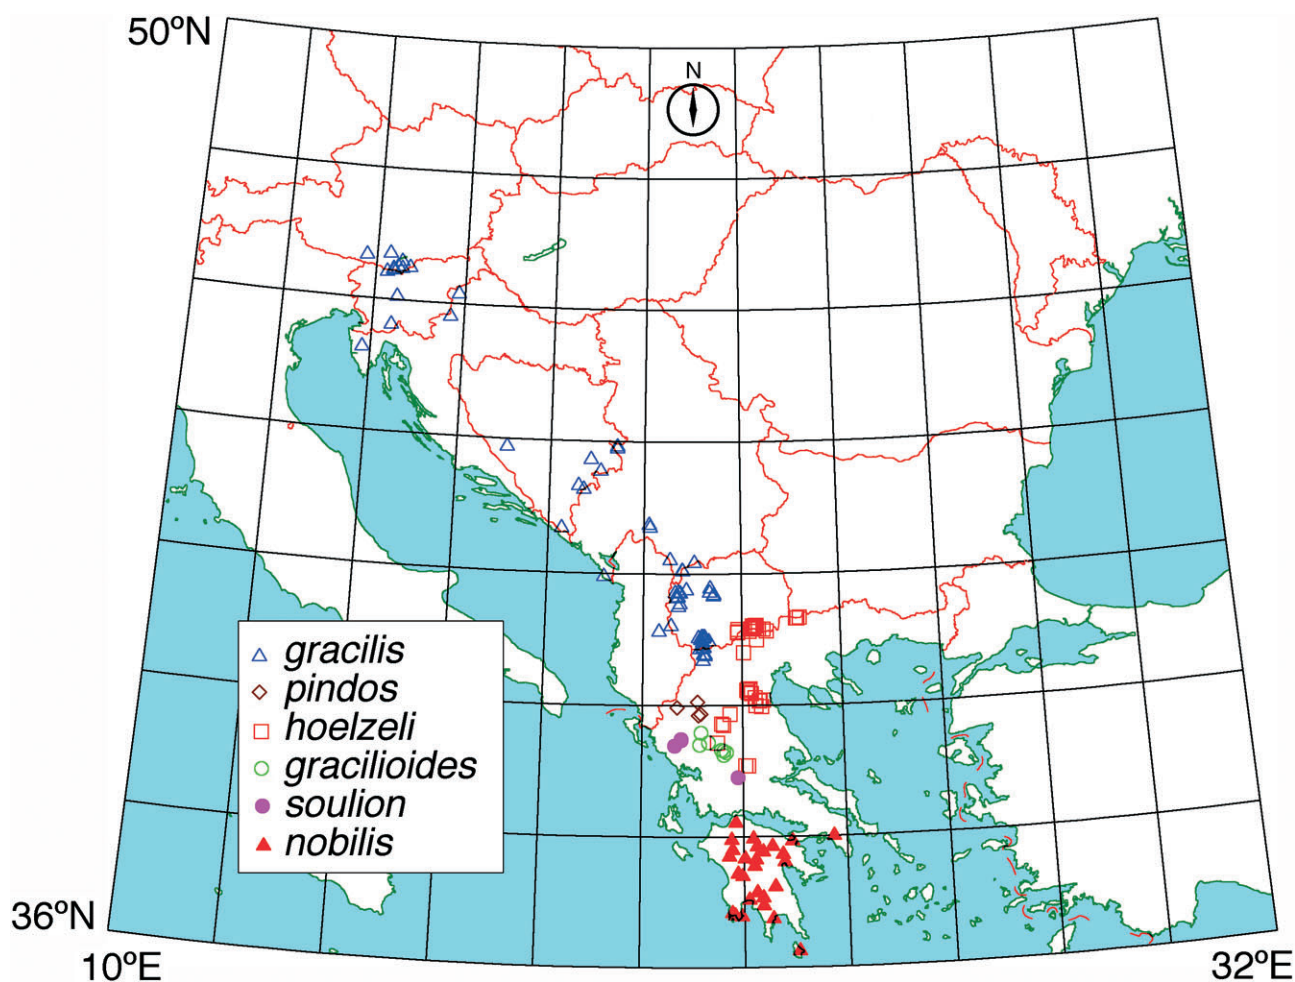 50ºN
N
gracilis
pindos
hoelzeli
gracilioides
soulion
nobilis
36ºN
10ºE
32ºE